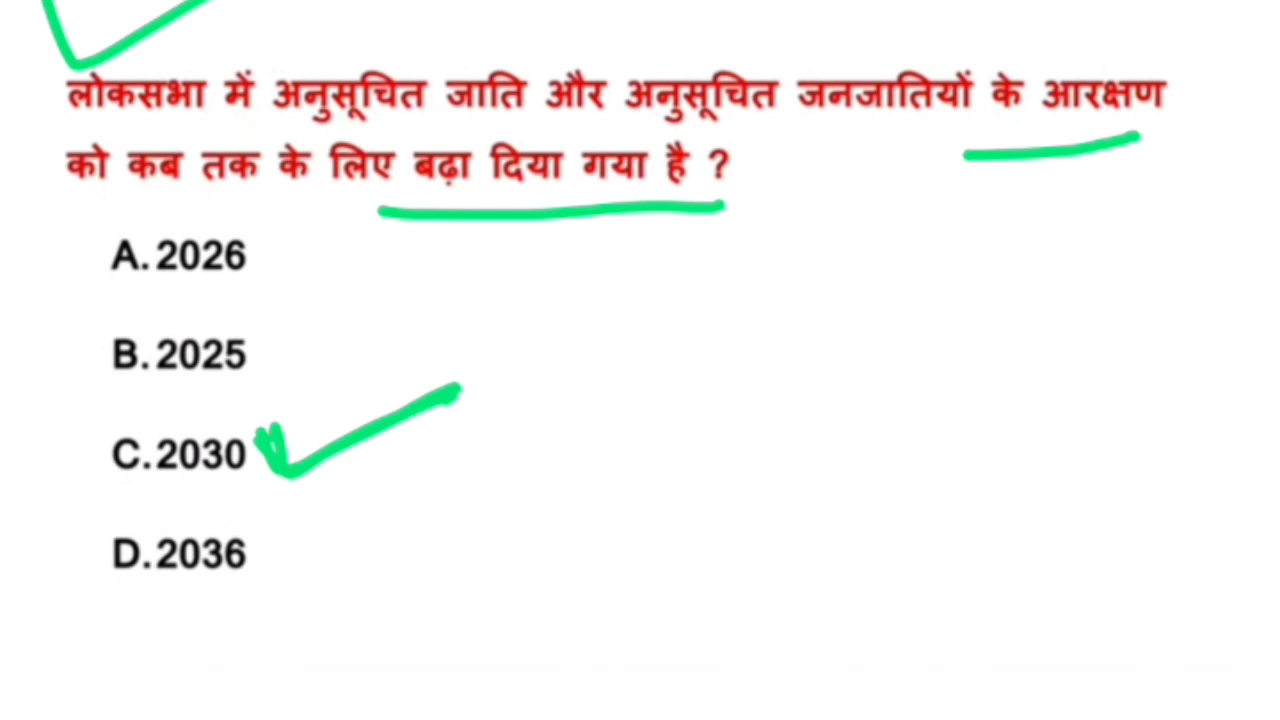 लोकसभा में अनुसूचित जाति और अनुसूचित जनजातियों के आरक्षण
को कब तक के लिए बढ़ा दिया गया है ?
A. 2026
B. 2025
C. 2030
D. 2036